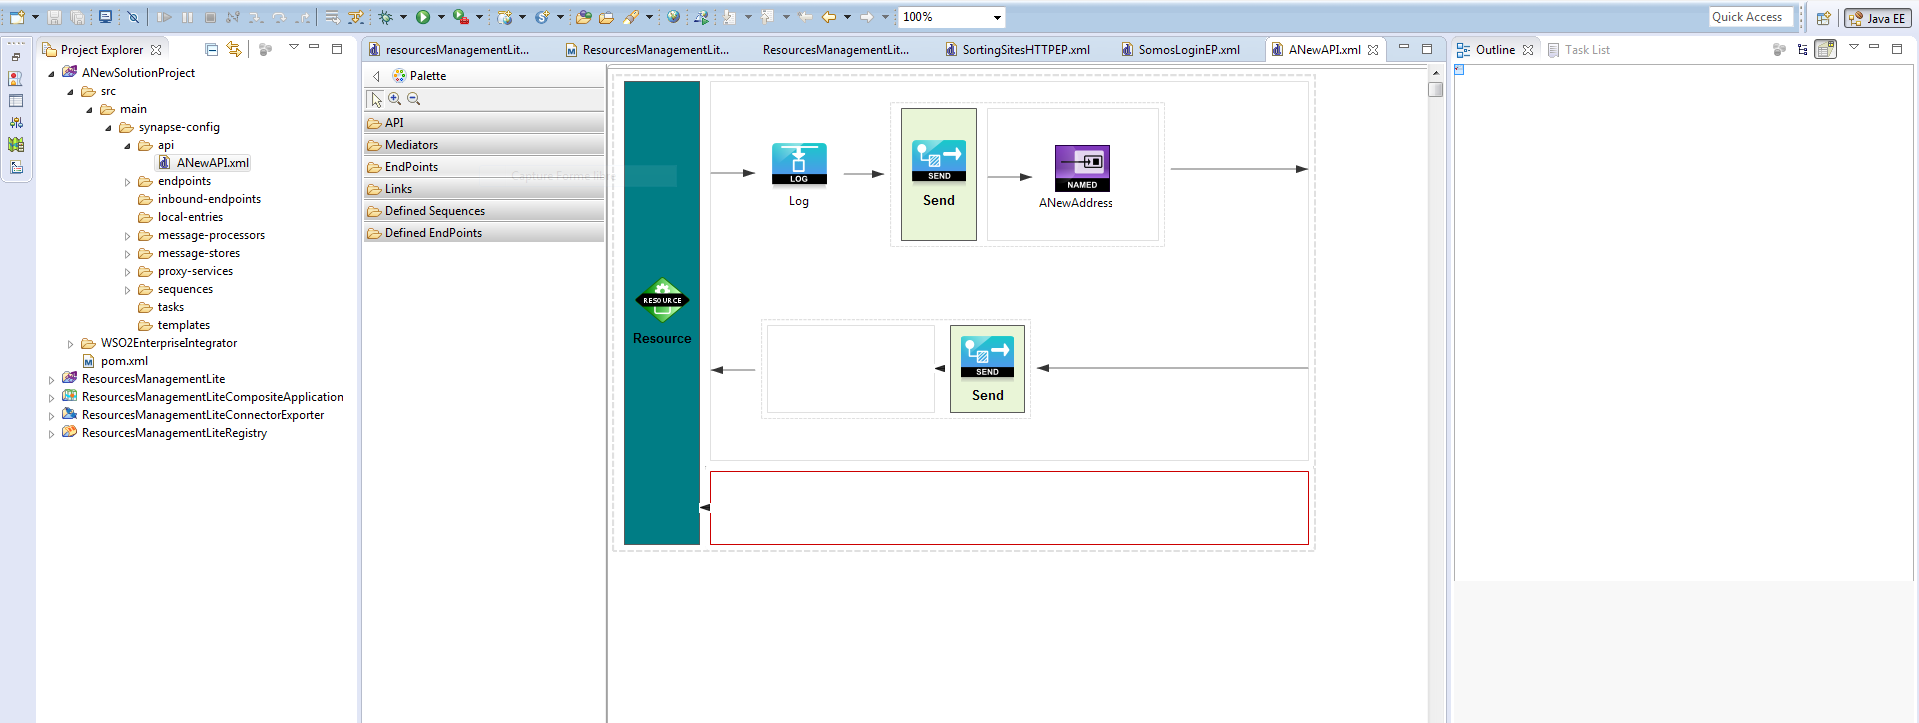 100%
Quick Access
Java EE
Project Explorer
resourcesManagementLit...
ResourcesManagementLit...
ResourcesManagementLit...
SortingSitesHTTPEP.xml
SomosLoginEP.xml
ANewAPI.xml
Outline
Task List
ANewSolutionProject
src
main
synapse-config
api
ANewAPI.xml
endpoints
inbound-endpoints
local-entries
message-processors
message-stores
proxy-services
sequences
tasks
templates
WSO2EnterpriseIntegrator
pom.xml
ResourcesManagementLite
ResourcesManagementLiteCompositeApplication
ResourcesManagementLiteConnectorExporter
ResourcesManagementLiteRegistry
Palette
API
Mediators
EndPoints
Capture Forme libre
Links
Defined Sequences
Defined EndPoints
RESOURCE
Resource
LOG
Log
SEND
Send
NAMED
ANewAddress
SEND
Send